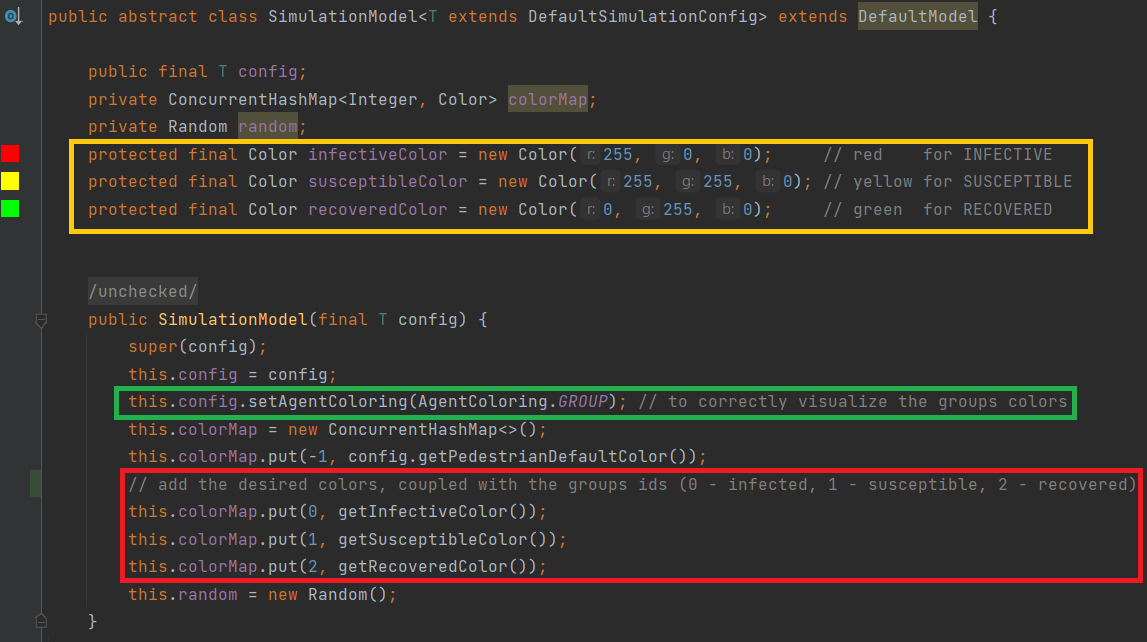 public abstract class SimulationModel<T extends DefaultSimulationConfig> extends DefaultModel {
public final T config;
private ConcurrentHashMap<Integer, Color> colorMap;
private Random random;
protected final Color infectiveColor = new Color( r: 255, g: 0, b: 0); // red for INFECTIVE
protected final Color susceptibleColor = new Color( r: 255, g: 255, b: 0); // yellow for SUSCEPTIBLE
protected final Color recoveredColor = new Color( r: 0, g: 255, b: 0); // green for RECOVERED
/unchecked/
public SimulationModel(final T config) {
super(config);
this.config = config;
this.config.setAgentColoring(AgentColoring.GROUP); // to correctly visualize the groups colors
this.colorMap = new ConcurrentHashMap<>();
this.colorMap.put(-1, config.getPedestrianDefaultColor());
// add the desired colors, coupled with the groups ids (0 - infected, 1 - susceptible, 2 - recovered)
this.colorMap.put(0, getInfectiveColor());
this.colorMap.put(1, getSusceptibleColor());
this.colorMap.put(2, getRecoveredColor());
this.random = new Random();
}